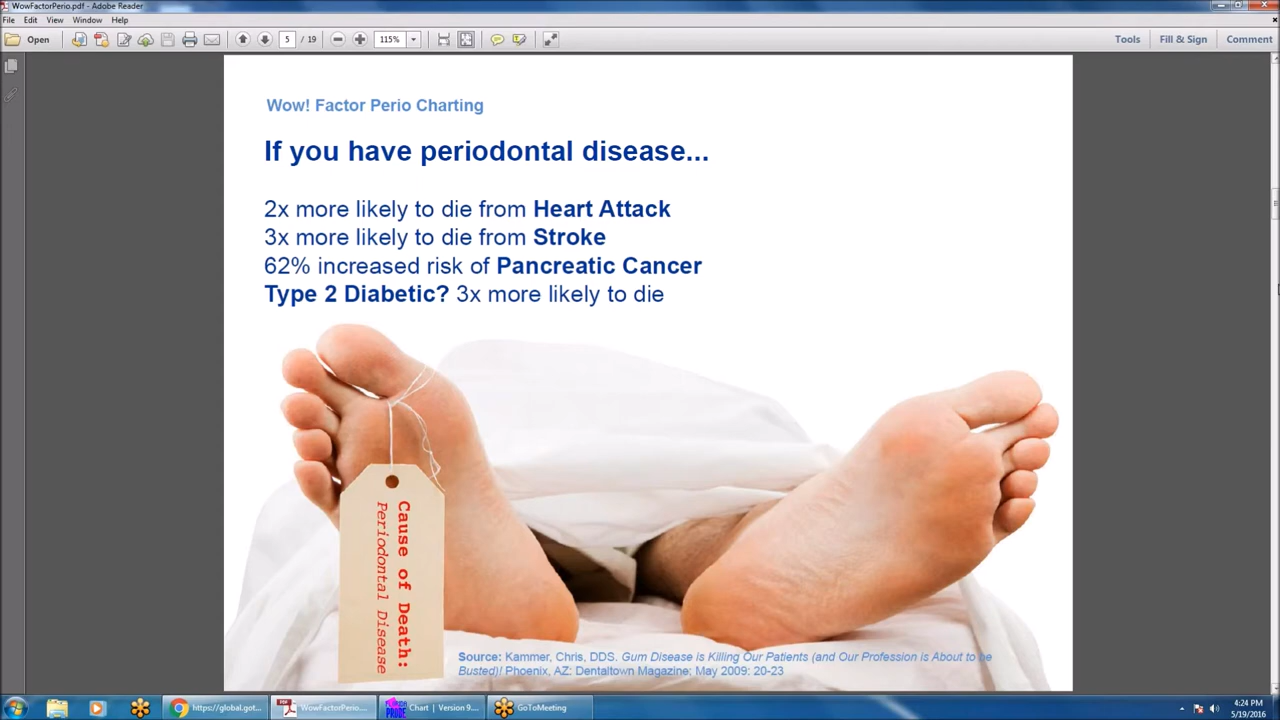 WowFactorPerio.pdf - Adobe Reader
File Edit View Window Help
Open 5 / 19 115% Tools Fill & Sign Comment
Wow! Factor Perio Charting
If you have periodontal disease...
2x more likely to die from Heart Attack
3x more likely to die from Stroke
62% increased risk of Pancreatic Cancer
Type 2 Diabetic? 3x more likely to die
Cause of Death:
Periodontal Disease
Source: Kammer, Chris, DDS. Gum Disease is Killing Our Patients (and Our Profession is About to be
Busted)! Phoenix, AZ: Dentaltown Magazine; May 2009: 20-23
https://global.got... WowFactorPerio.... Chart | Version 9.... GoToMeeting
4:24 PM
5/19/2016